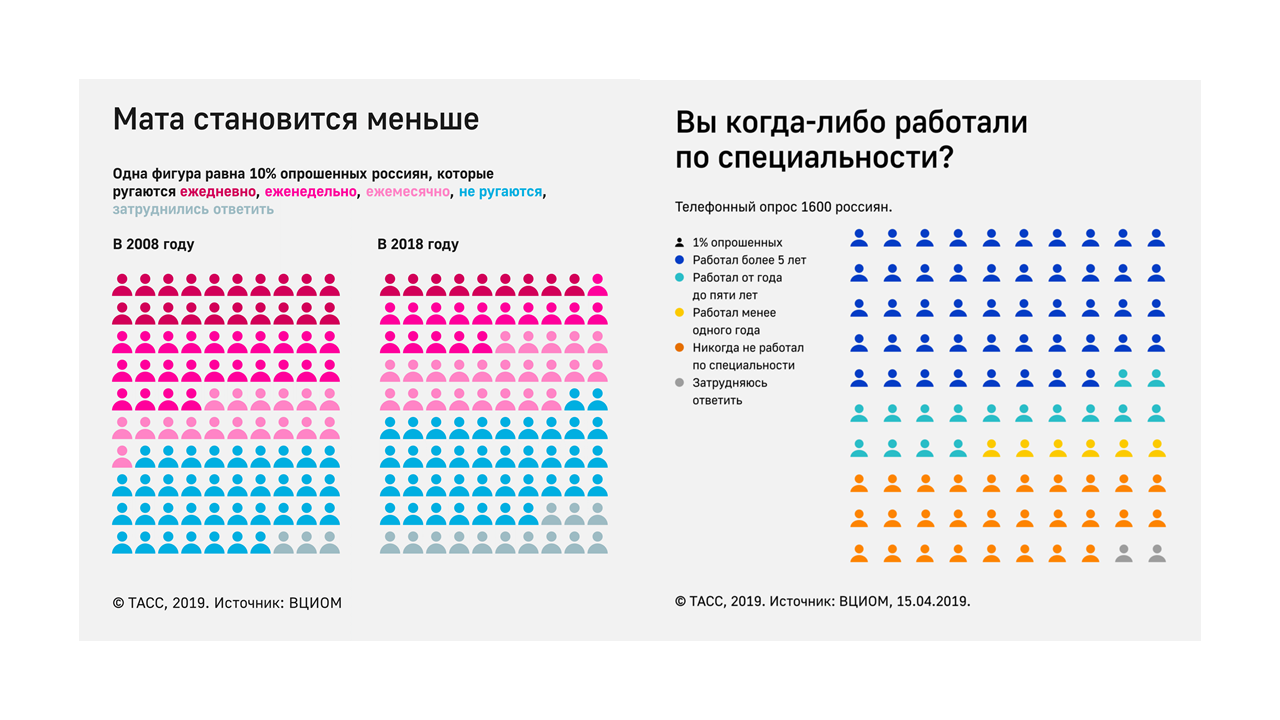 Мата становится меньше
Одна фигура равна 10% опрошенных россиян, которые
ругаются ежедневно, еженедельно, ежемесячно, не ругаются,
затруднились ответить
В 2008 году
В 2018 году
© ТАСС, 2019. Источник: ВЦИОМ
Вы когда-либо работали
по специальности?
Телефонный опрос 1600 россиян.
1% опрошенных
Работал более 5 лет
Работал от года
до пяти лет
Работал менее
одного года
Никогда не работал
по специальности
Затрудняюсь
ответить
© ТАСС, 2019. Источник: ВЦИОМ, 15.04.2019.